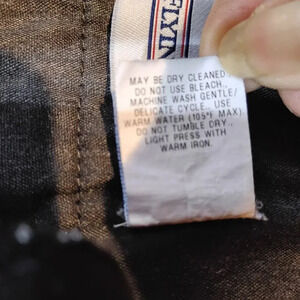 FLYIN
MAY BE DRY CLEANED.
DO NOT USE BLEACH..
MACHINE WASH GENTLE/
DELICATE CYCLE.. USE
WARM WATER (105° MAX)
DO NOT TUMBLE DRY..
LIGHT PRESS WITH
WARM IRON.